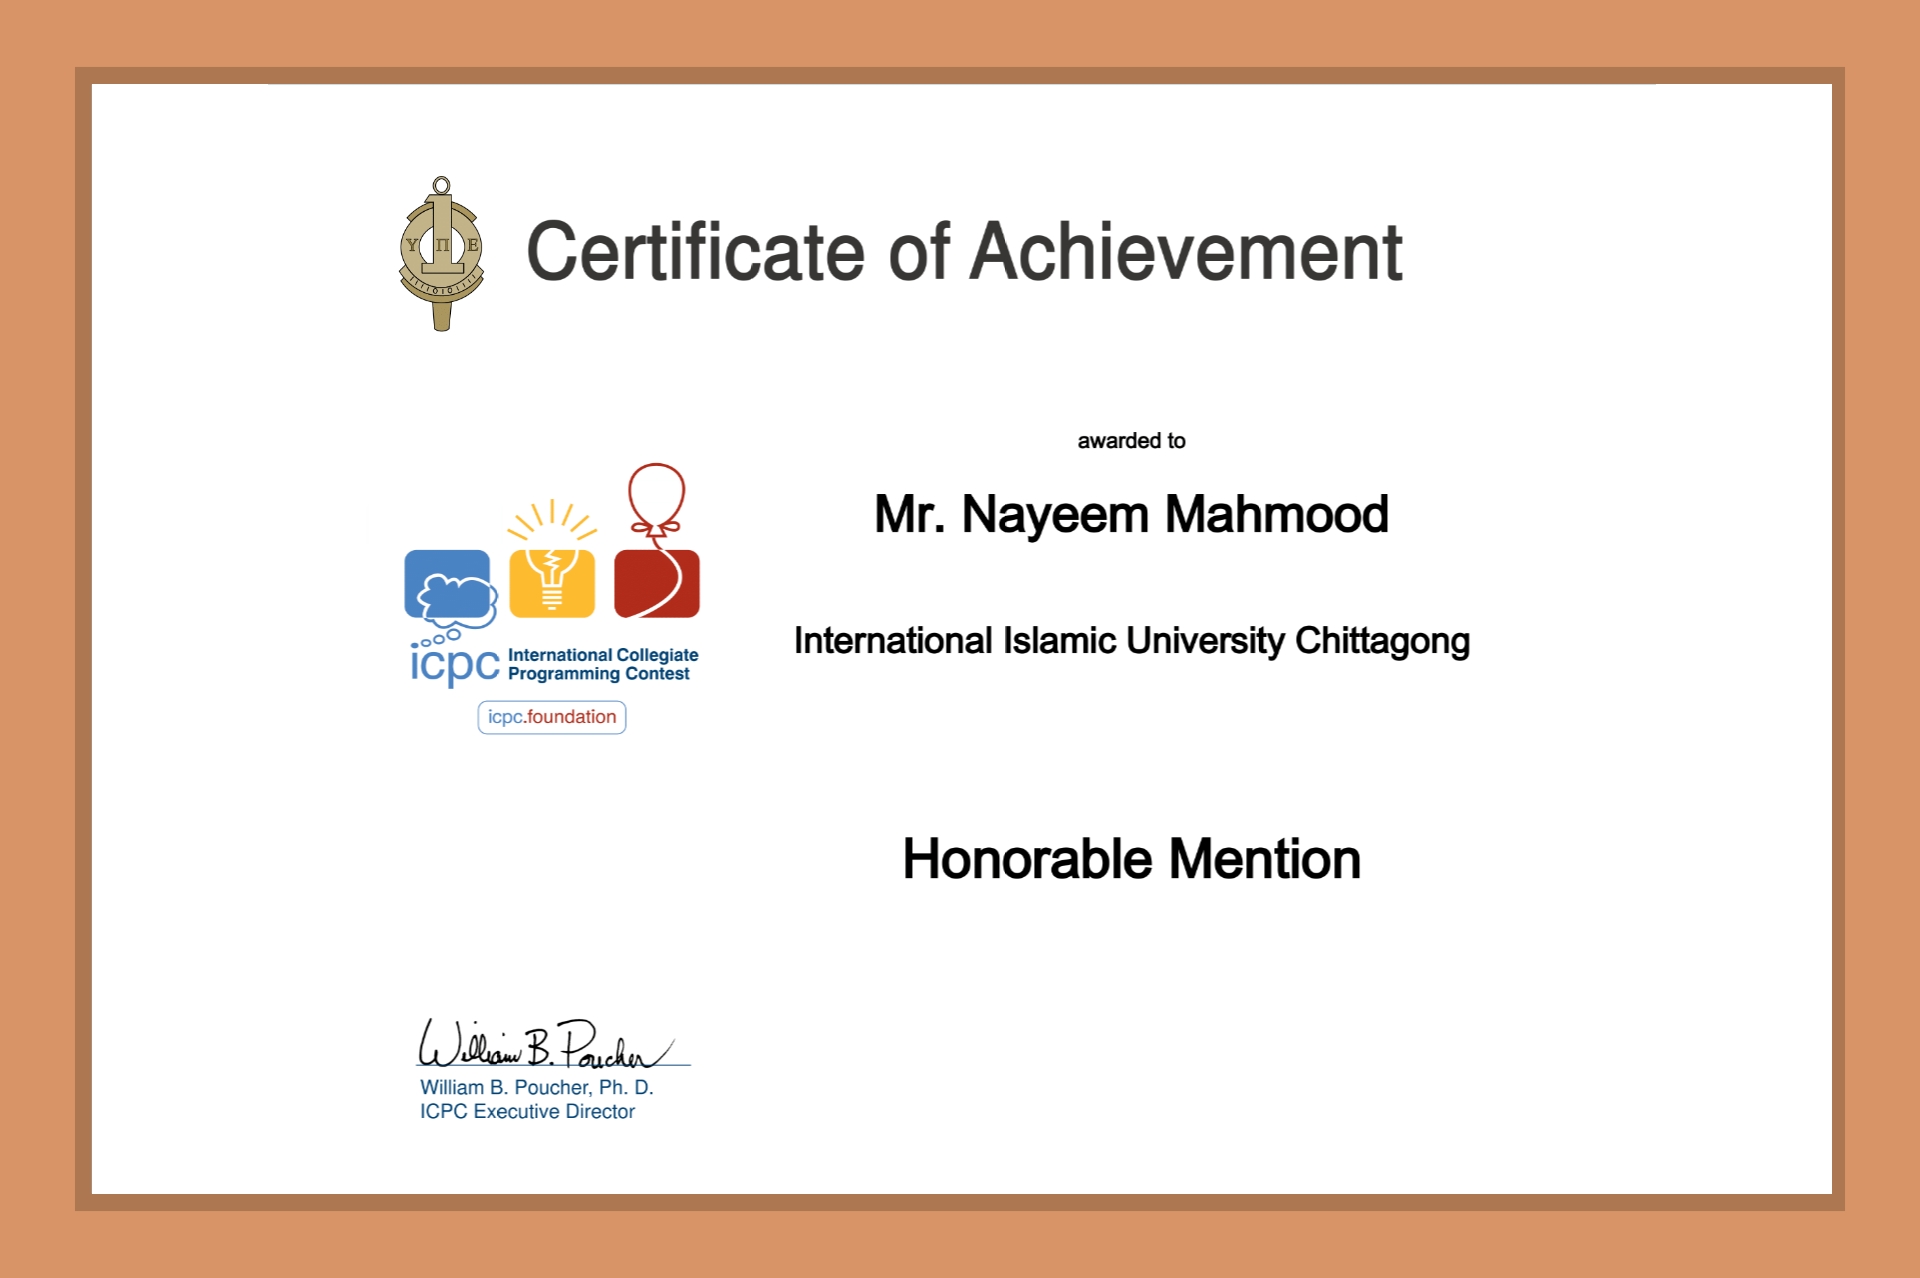 Υ Π Ε
Certificate of Achievement
awarded to
Mr. Nayeem Mahmood
International Islamic University Chittagong
icpc International Collegiate
Programming Contest
icpc.foundation
Honorable Mention
William B. Poucher
William B. Poucher, Ph. D.
ICPC Executive Director